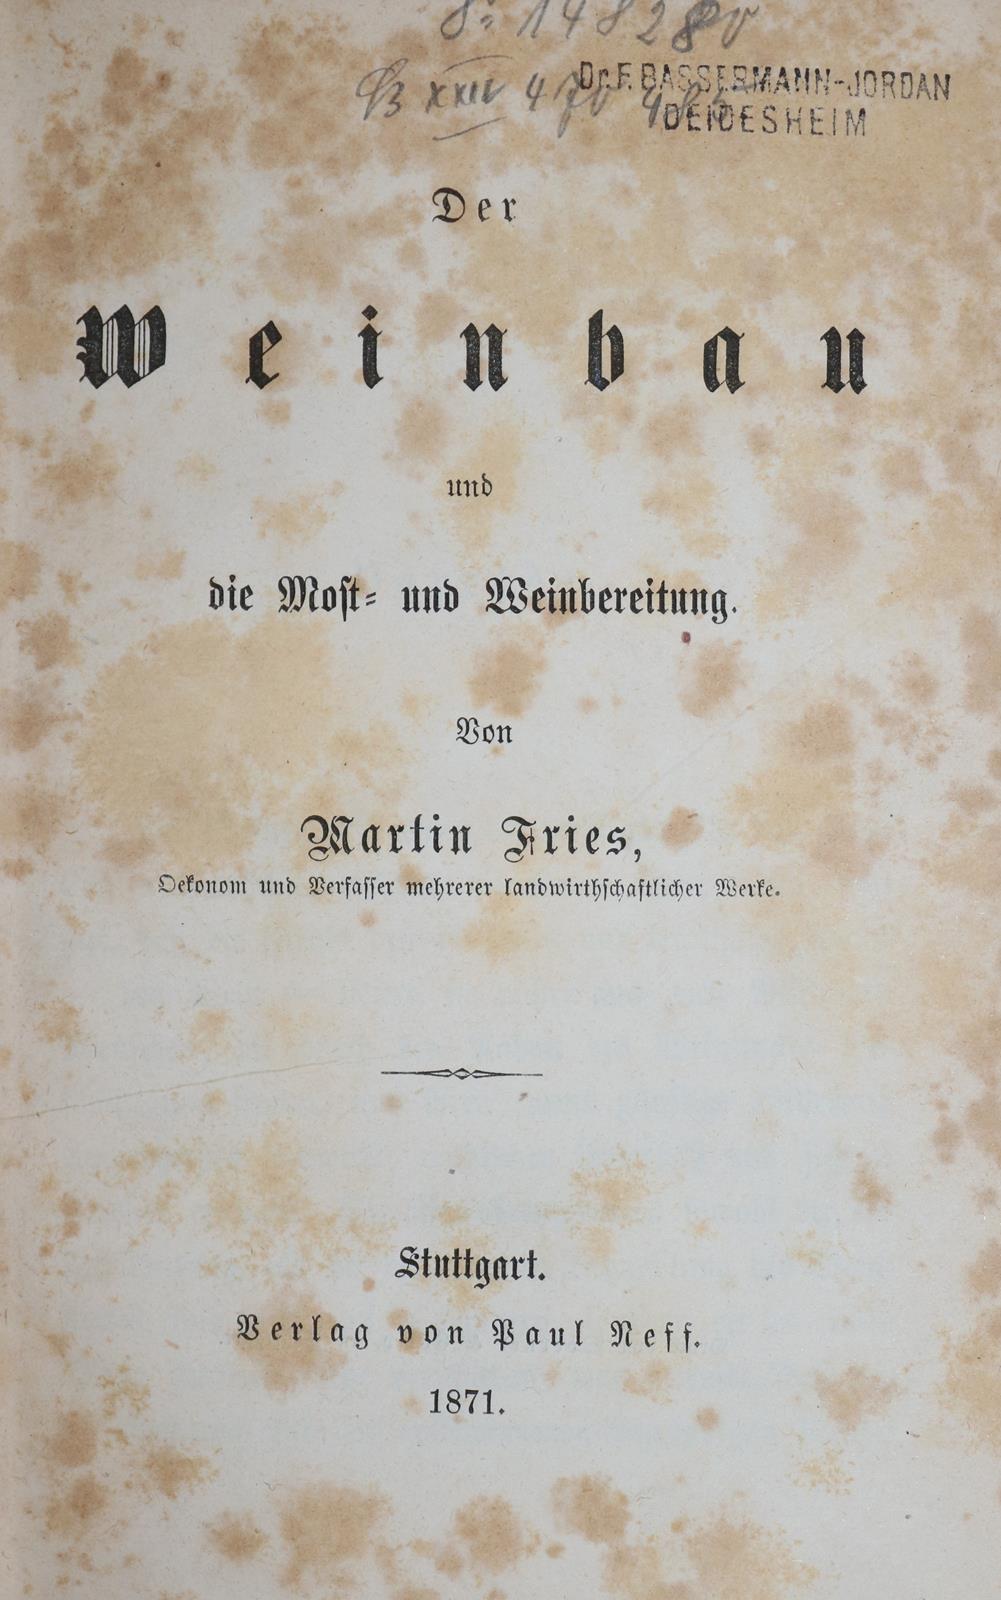 Dr. F. BASSERMANN-JORDAN
DEIDESHEIM
Der
Weinbau
und
die Moſt- und Weinbereitung.
Von
Martin Fries,
Oekonom und Verfaſſer mehrerer landwirthſchaftlicher Werke.
Stuttgart.
Verlag von Paul Neff.
1871.